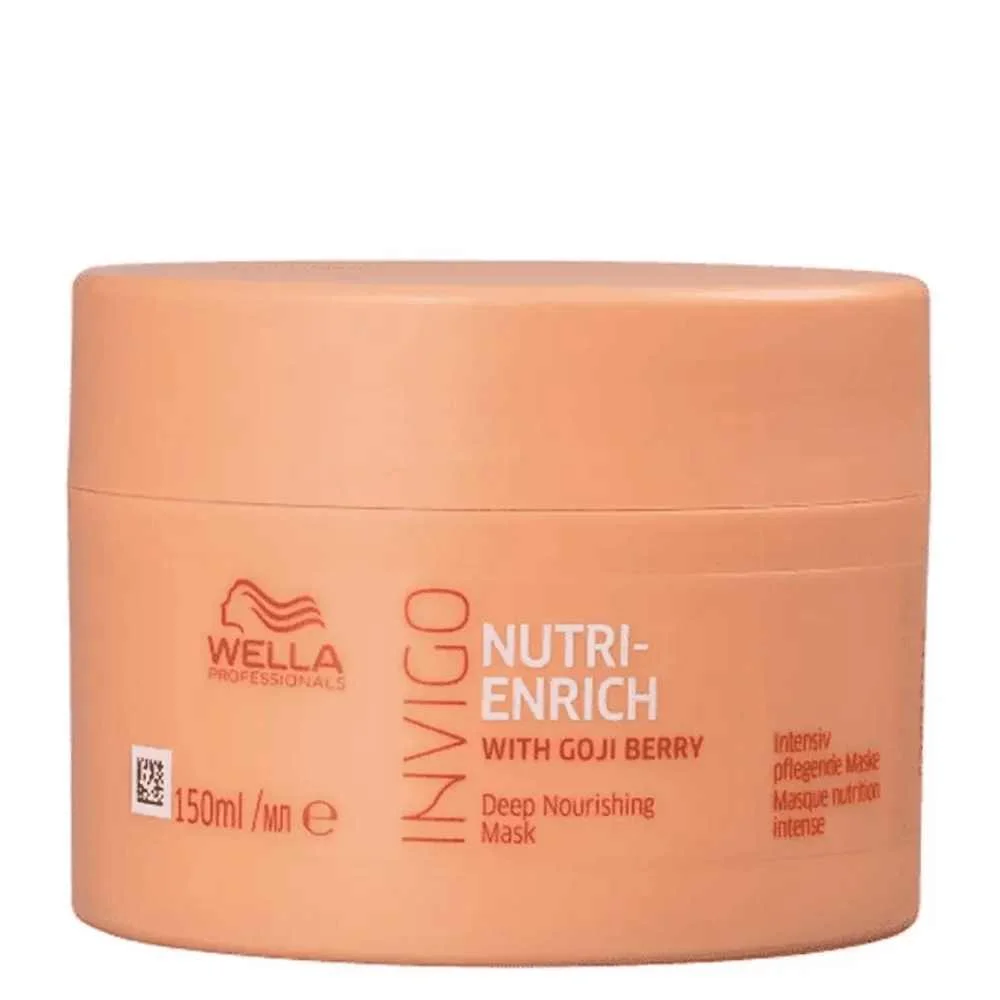 WELLA
PROFESSIONALS
150ml /мл e
INVIGO
NUTRI-
ENRICH
WITH GOJI BERRY
Deep Nourishing
Mask
Intensiv
pflegende Maske
Masque nutrition
intense